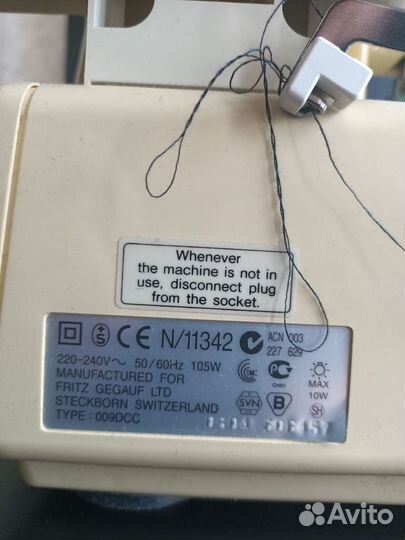 Whenever
the machine is not in
use, disconnect plug
from the socket.
CE N/11342 ACN 003
227 629
220-240V～ 50/60Hz 105W
MANUFACTURED FOR
FRITZ GEGAUF LTD
STECKBORN SWITZERLAND
TYPE : 009DCC
SVN
B
MAX
10W
SH
Avito